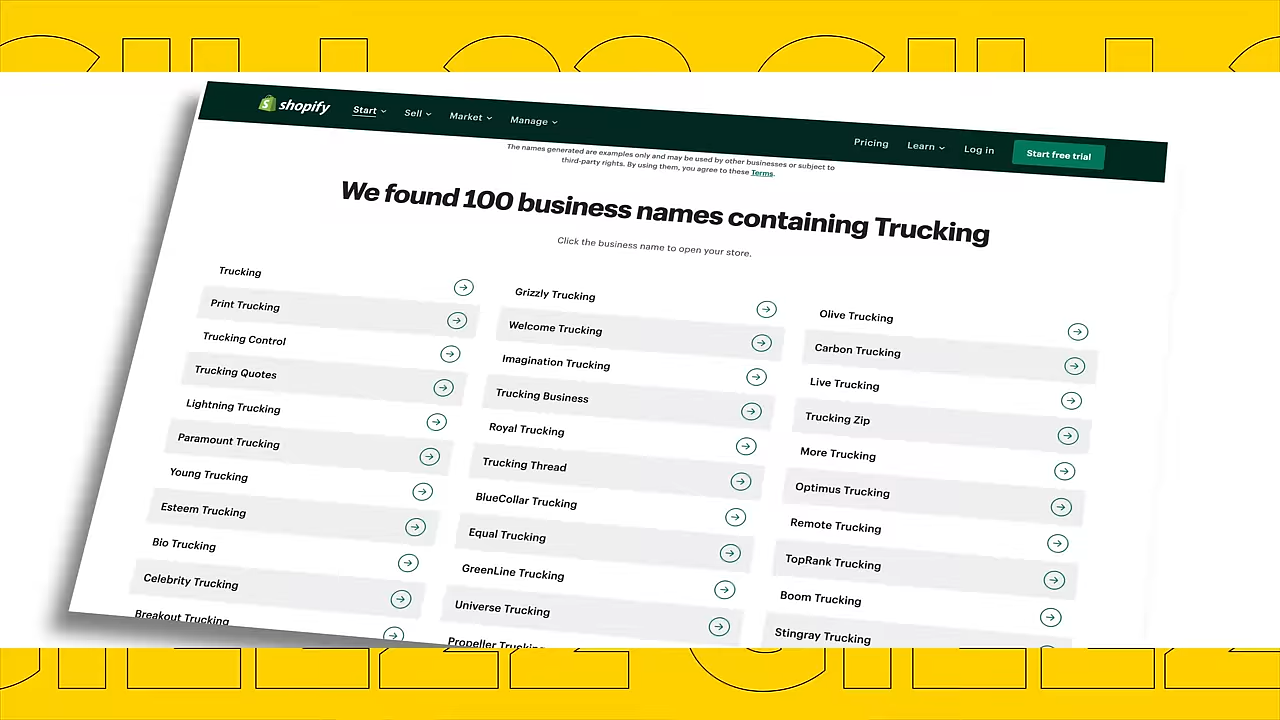 shopify
Start
Sell
Market
Manage
Pricing
Learn
Log in
Start free trial
The names generated are examples only and may be used by other businesses or subject to
third-party rights. By using them, you agree to these Terms.
We found 100 business names containing Trucking
Click the business name to open your store.
Trucking
Print Trucking
Trucking Control
Trucking Quotes
Lightning Trucking
Paramount Trucking
Young Trucking
Esteem Trucking
Bio Trucking
Celebrity Trucking
Breakout Trucking
Grizzly Trucking
Welcome Trucking
Imagination Trucking
Trucking Business
Royal Trucking
Trucking Thread
BlueCollar Trucking
Equal Trucking
GreenLine Trucking
Universe Trucking
Propeller Trucking
Olive Trucking
Carbon Trucking
Live Trucking
Trucking Zip
More Trucking
Optimus Trucking
Remote Trucking
TopRank Trucking
Boom Trucking
Stingray Trucking